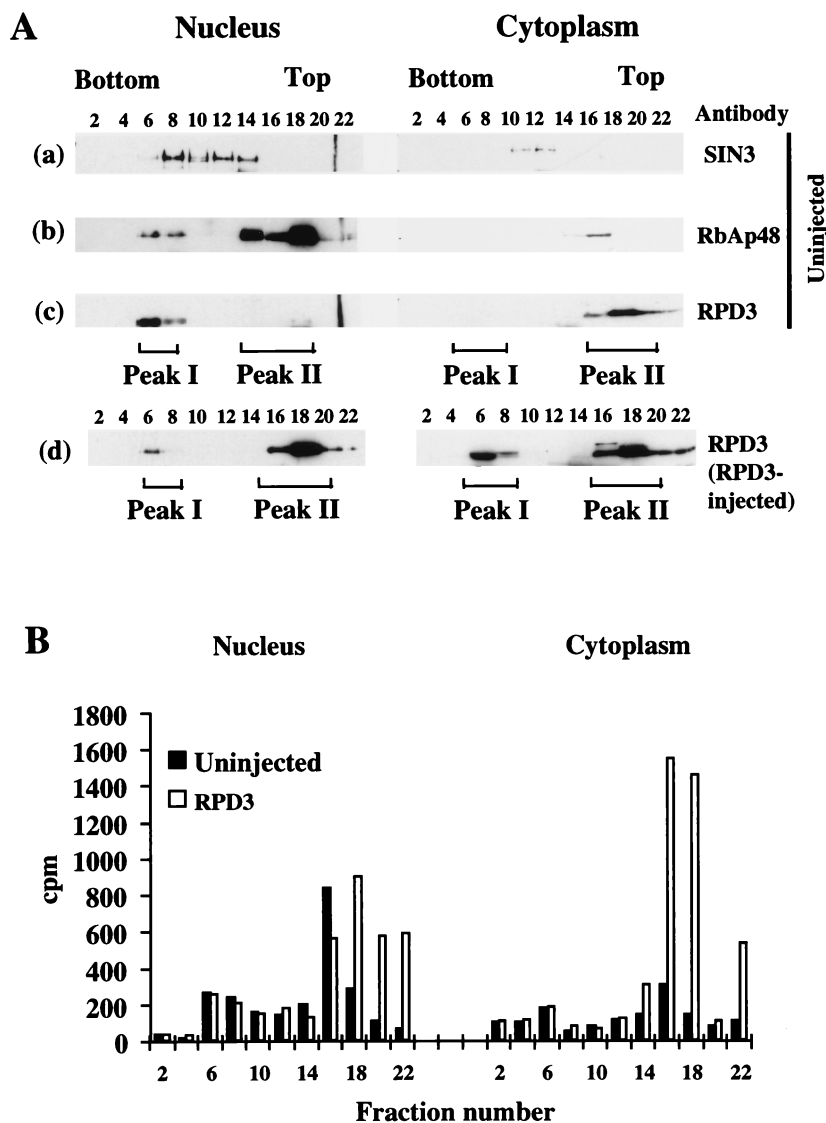 A
Nucleus Cytoplasm
Bottom Top Bottom Top
2 4 6 8 10 12 14 16 18 20 22 2 4 6 8 10 12 14 16 18 20 22 Antibody
(a) SIN3
(b) RbAp48
(c) RPD3
Uninjected
Peak I Peak II Peak I Peak II
2 4 6 8 10 12 14 16 18 20 22 2 4 6 8 10 12 14 16 18 20 22
(d) RPD3
(RPD3-
injected)
Peak I Peak II Peak I Peak II
B
Nucleus Cytoplasm
1800
1600
1400
1200
1000
800
600
400
200
0
cpm
Uninjected
RPD3
2 6 10 14 18 22 2 6 10 14 18 22
Fraction number